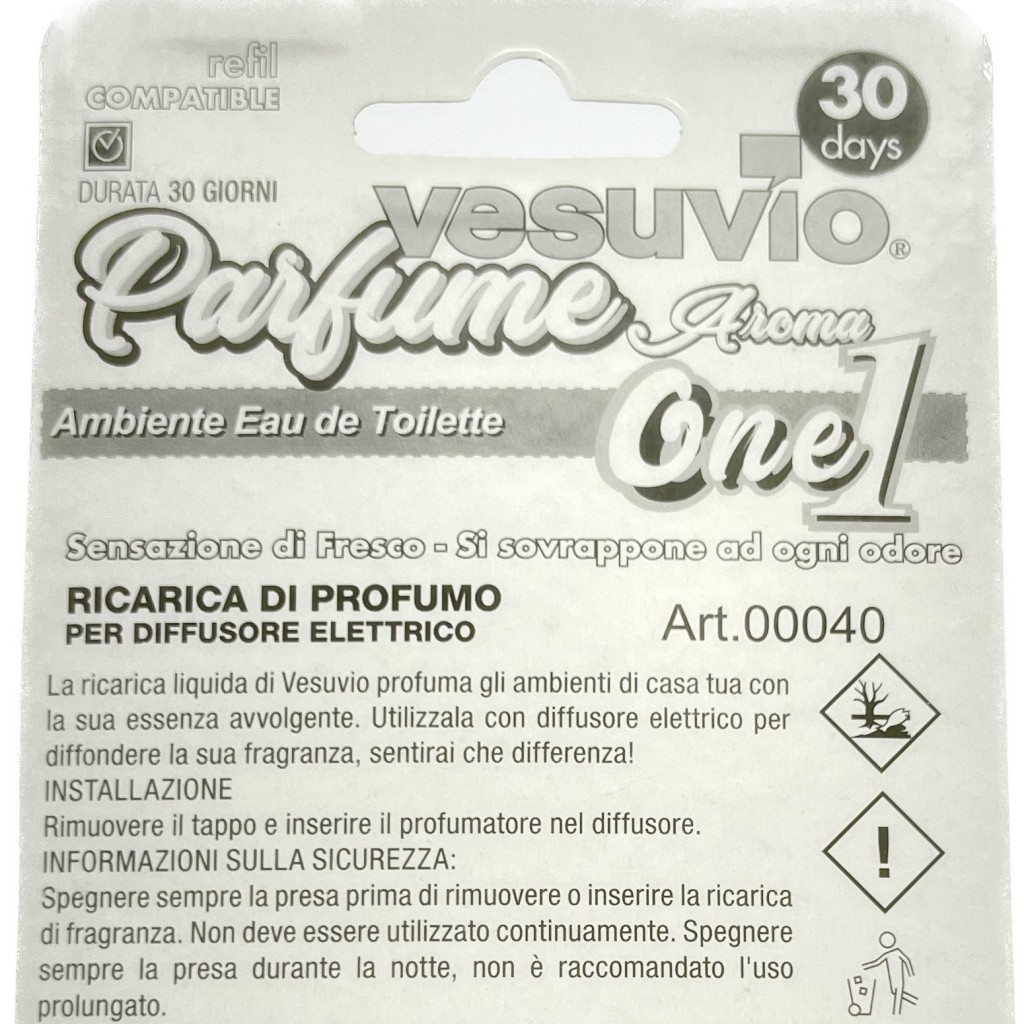 refil
COMPATIBLE
30
days
DURATA 30 GIORNI
vesuvio®
Parfume Aroma
One1
Ambiente Eau de Toilette
Sensazione di Fresco - Si sovrappone ad ogni odore
RICARICA DI PROFUMO
PER DIFFUSORE ELETTRICO
Art.00040
La ricarica liquida di Vesuvio profuma gli ambienti di casa tua con
la sua essenza avvolgente. Utilizzala con diffusore elettrico per
diffondere la sua fragranza, sentirai che differenza!
INSTALLAZIONE
Rimuovere il tappo e inserire il profumatore nel diffusore.
INFORMAZIONI SULLA SICUREZZA:
Spegnere sempre la presa prima di rimuovere o inserire la ricarica
di fragranza. Non deve essere utilizzato continuamente. Spegnere
sempre la presa durante la notte, non è raccomandato l'uso
prolungato.